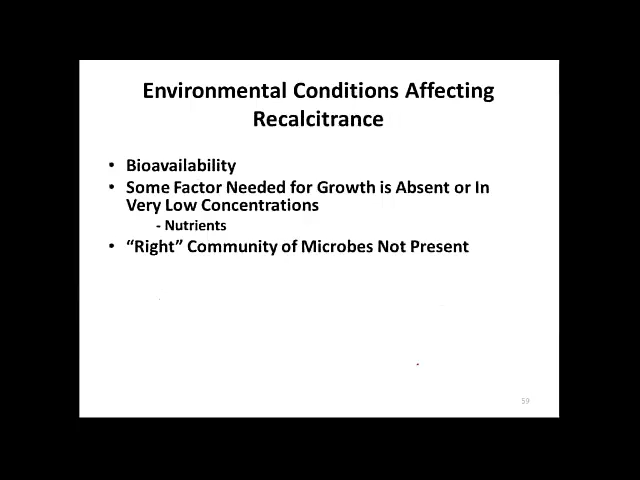 Environmental Conditions Affecting
Recalcitrance
• Bioavailability
• Some Factor Needed for Growth is Absent or In
Very Low Concentrations
- Nutrients
• “Right” Community of Microbes Not Present
59